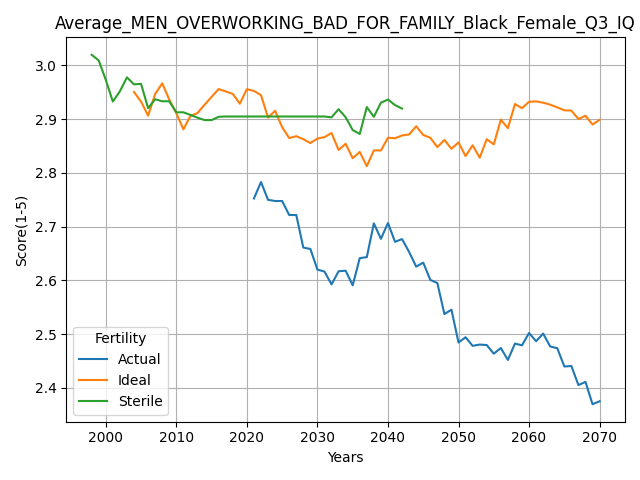 Average_MEN_OVERWORKING_BAD_FOR_FAMILY_Black_Female_Q3_IQ
3.0
2.9
2.8
2.7
2.6
2.5
2.4
Score(1-5)
Fertility
Actual
Ideal
Sterile
2000 2010 2020 2030 2040 2050 2060 2070
Years